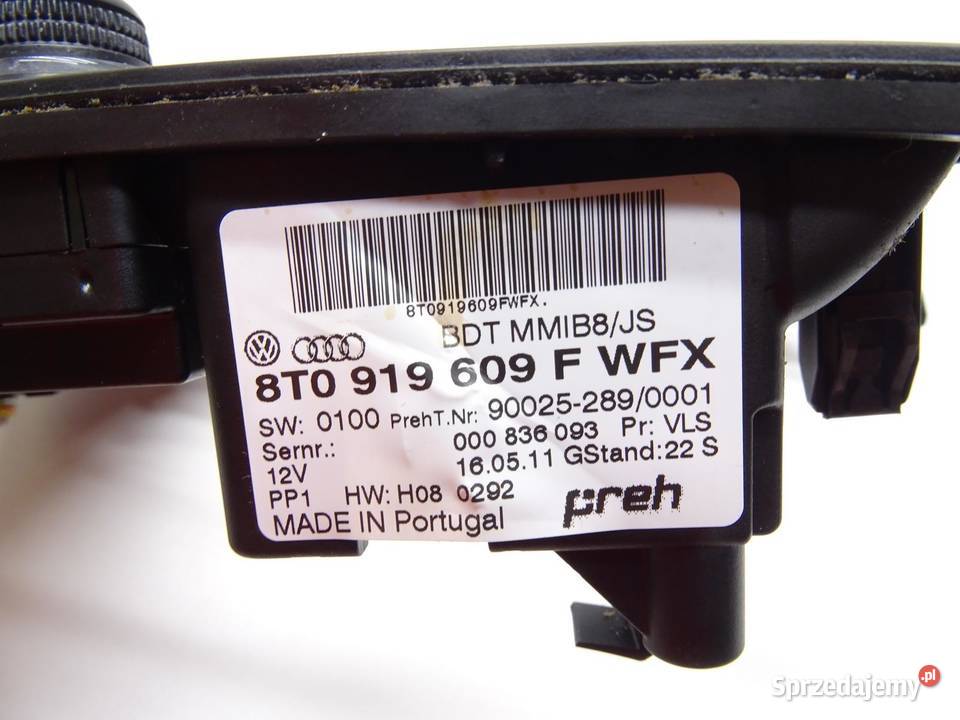 8T0919609FWFX.
BDT MMIB8/JS
8T0 919 609 F WFX
SW: 0100 PrehT.Nr: 90025-289/0001
Sernr.: 000 836 093 Pr: VLS
12V 16.05.11 GStand:22 S
PP1 HW: H08 0292
MADE IN Portugal preh
Sprzedajemy.pl